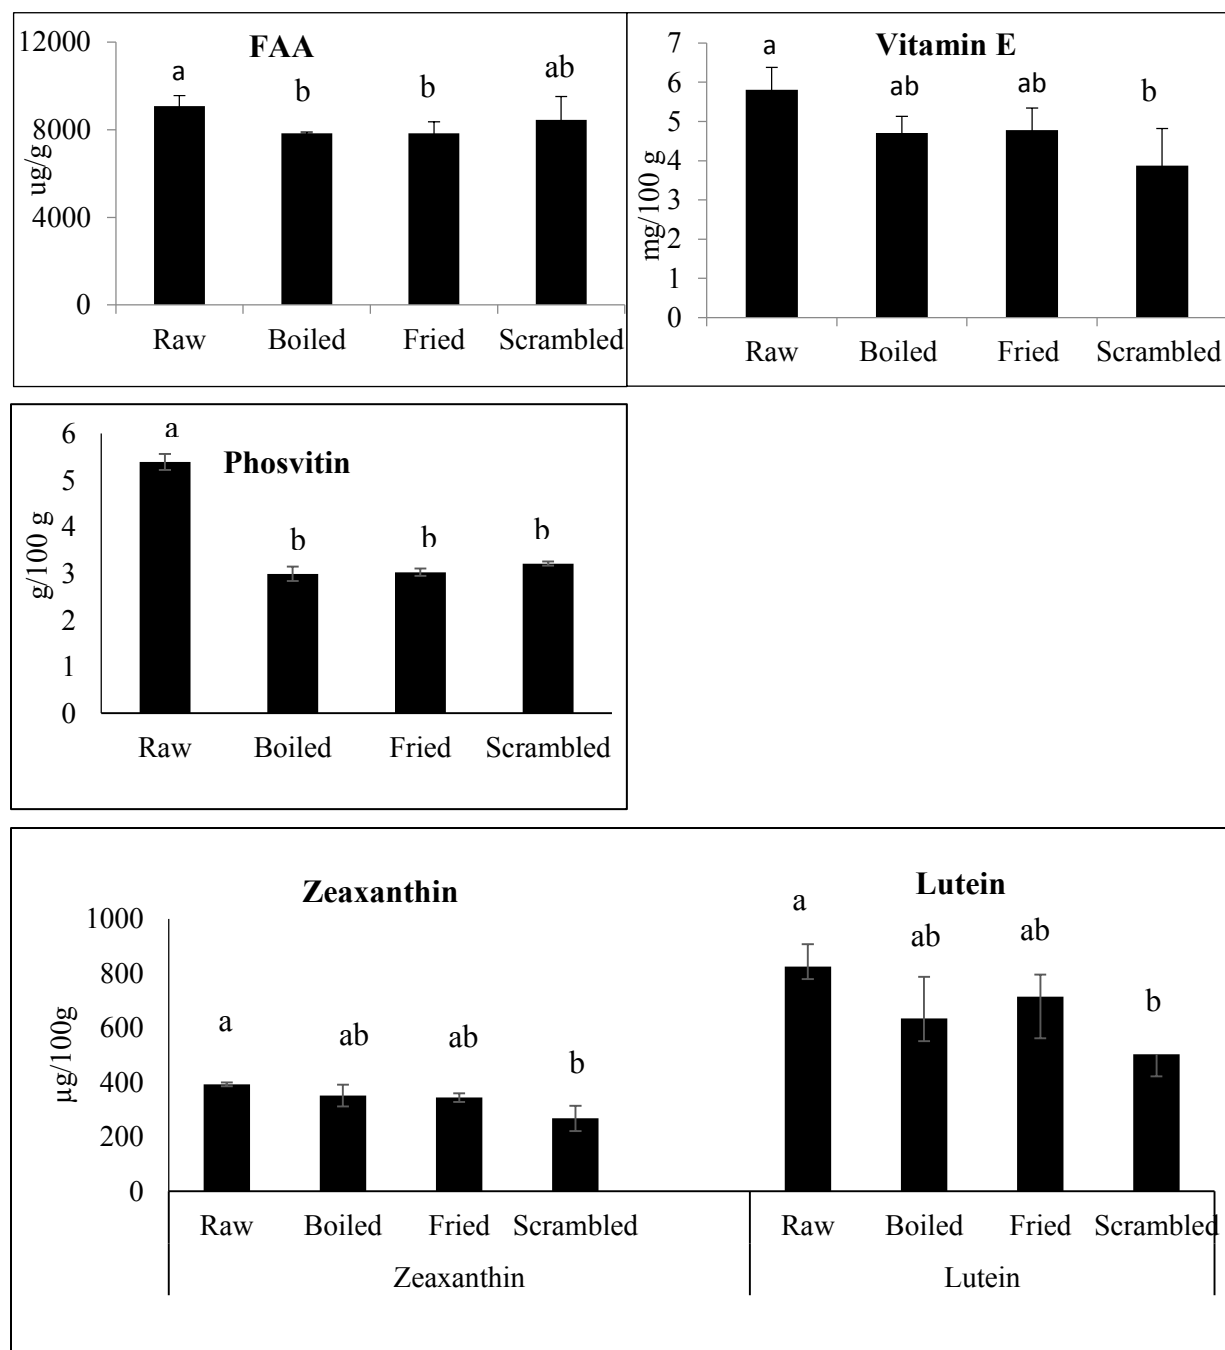 FAA
12000
8000
4000
0
ug/g
a
b
b
ab
Raw Boiled Fried Scrambled
Vitamin E
7
6
5
4
3
2
1
0
mg/100 g
a
ab
ab
b
Raw Boiled Fried Scrambled
Phosvitin
6
5
4
3
2
1
0
g/100 g
a
b
b
b
Raw Boiled Fried Scrambled
Zeaxanthin
Lutein
1000
800
600
400
200
0
µg/100g
a
ab
ab
b
a
ab
ab
b
Raw Boiled Fried Scrambled
Raw Boiled Fried Scrambled
Zeaxanthin
Lutein